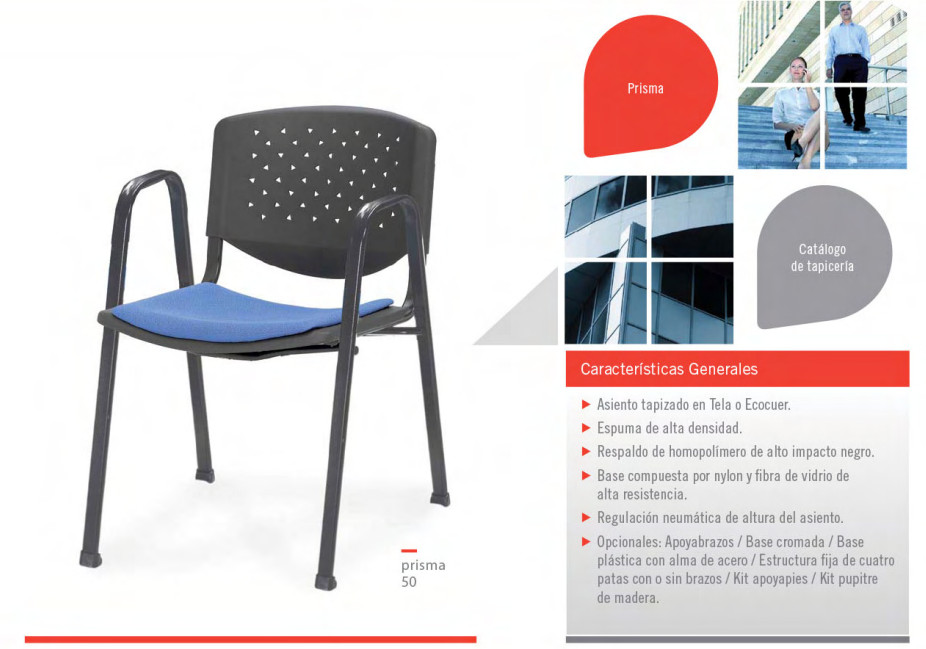 Prisma
Catálogo
de tapicería
Características Generales
Asiento tapizado en Tela o Ecocuer.
Espuma de alta densidad.
Respaldo de homopolímero de alto impacto negro.
Base compuesta por nylon y fibra de vidrio de
alta resistencia.
Regulación neumática de altura del asiento.
Opcionales: Apoyabrazos / Base cromada / Base
plástica con alma de acero / Estructura fija de cuatro
patas con o sin brazos / Kit apoyapies / Kit pupitre
de madera.
prisma
50